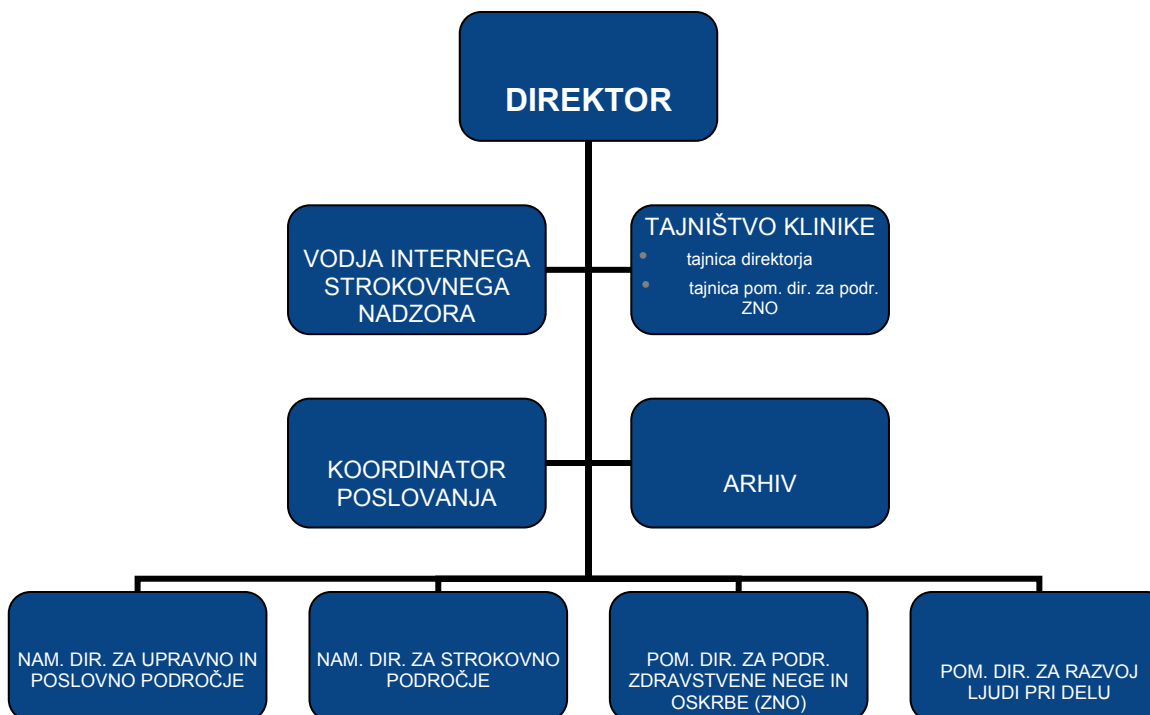 DIREKTOR
VODJA INTERNEGA
STROKOVNEGA
NADZORA
TAJNIŠTVO KLINIKE
• tajnica direktorja
• tajnica pom. dir. za podr.
ZNO
KOORDINATOR
POSLOVANJA
ARHIV
NAM. DIR. ZA UPRAVNO IN
POSLOVNO PODROČJE
NAM. DIR. ZA STROKOVNO
PODROČJE
POM. DIR. ZA PODR.
ZDRAVSTVENE NEGE IN
OSKRBE (ZNO)
POM. DIR. ZA RAZVOJ
LJUDI PRI DELU